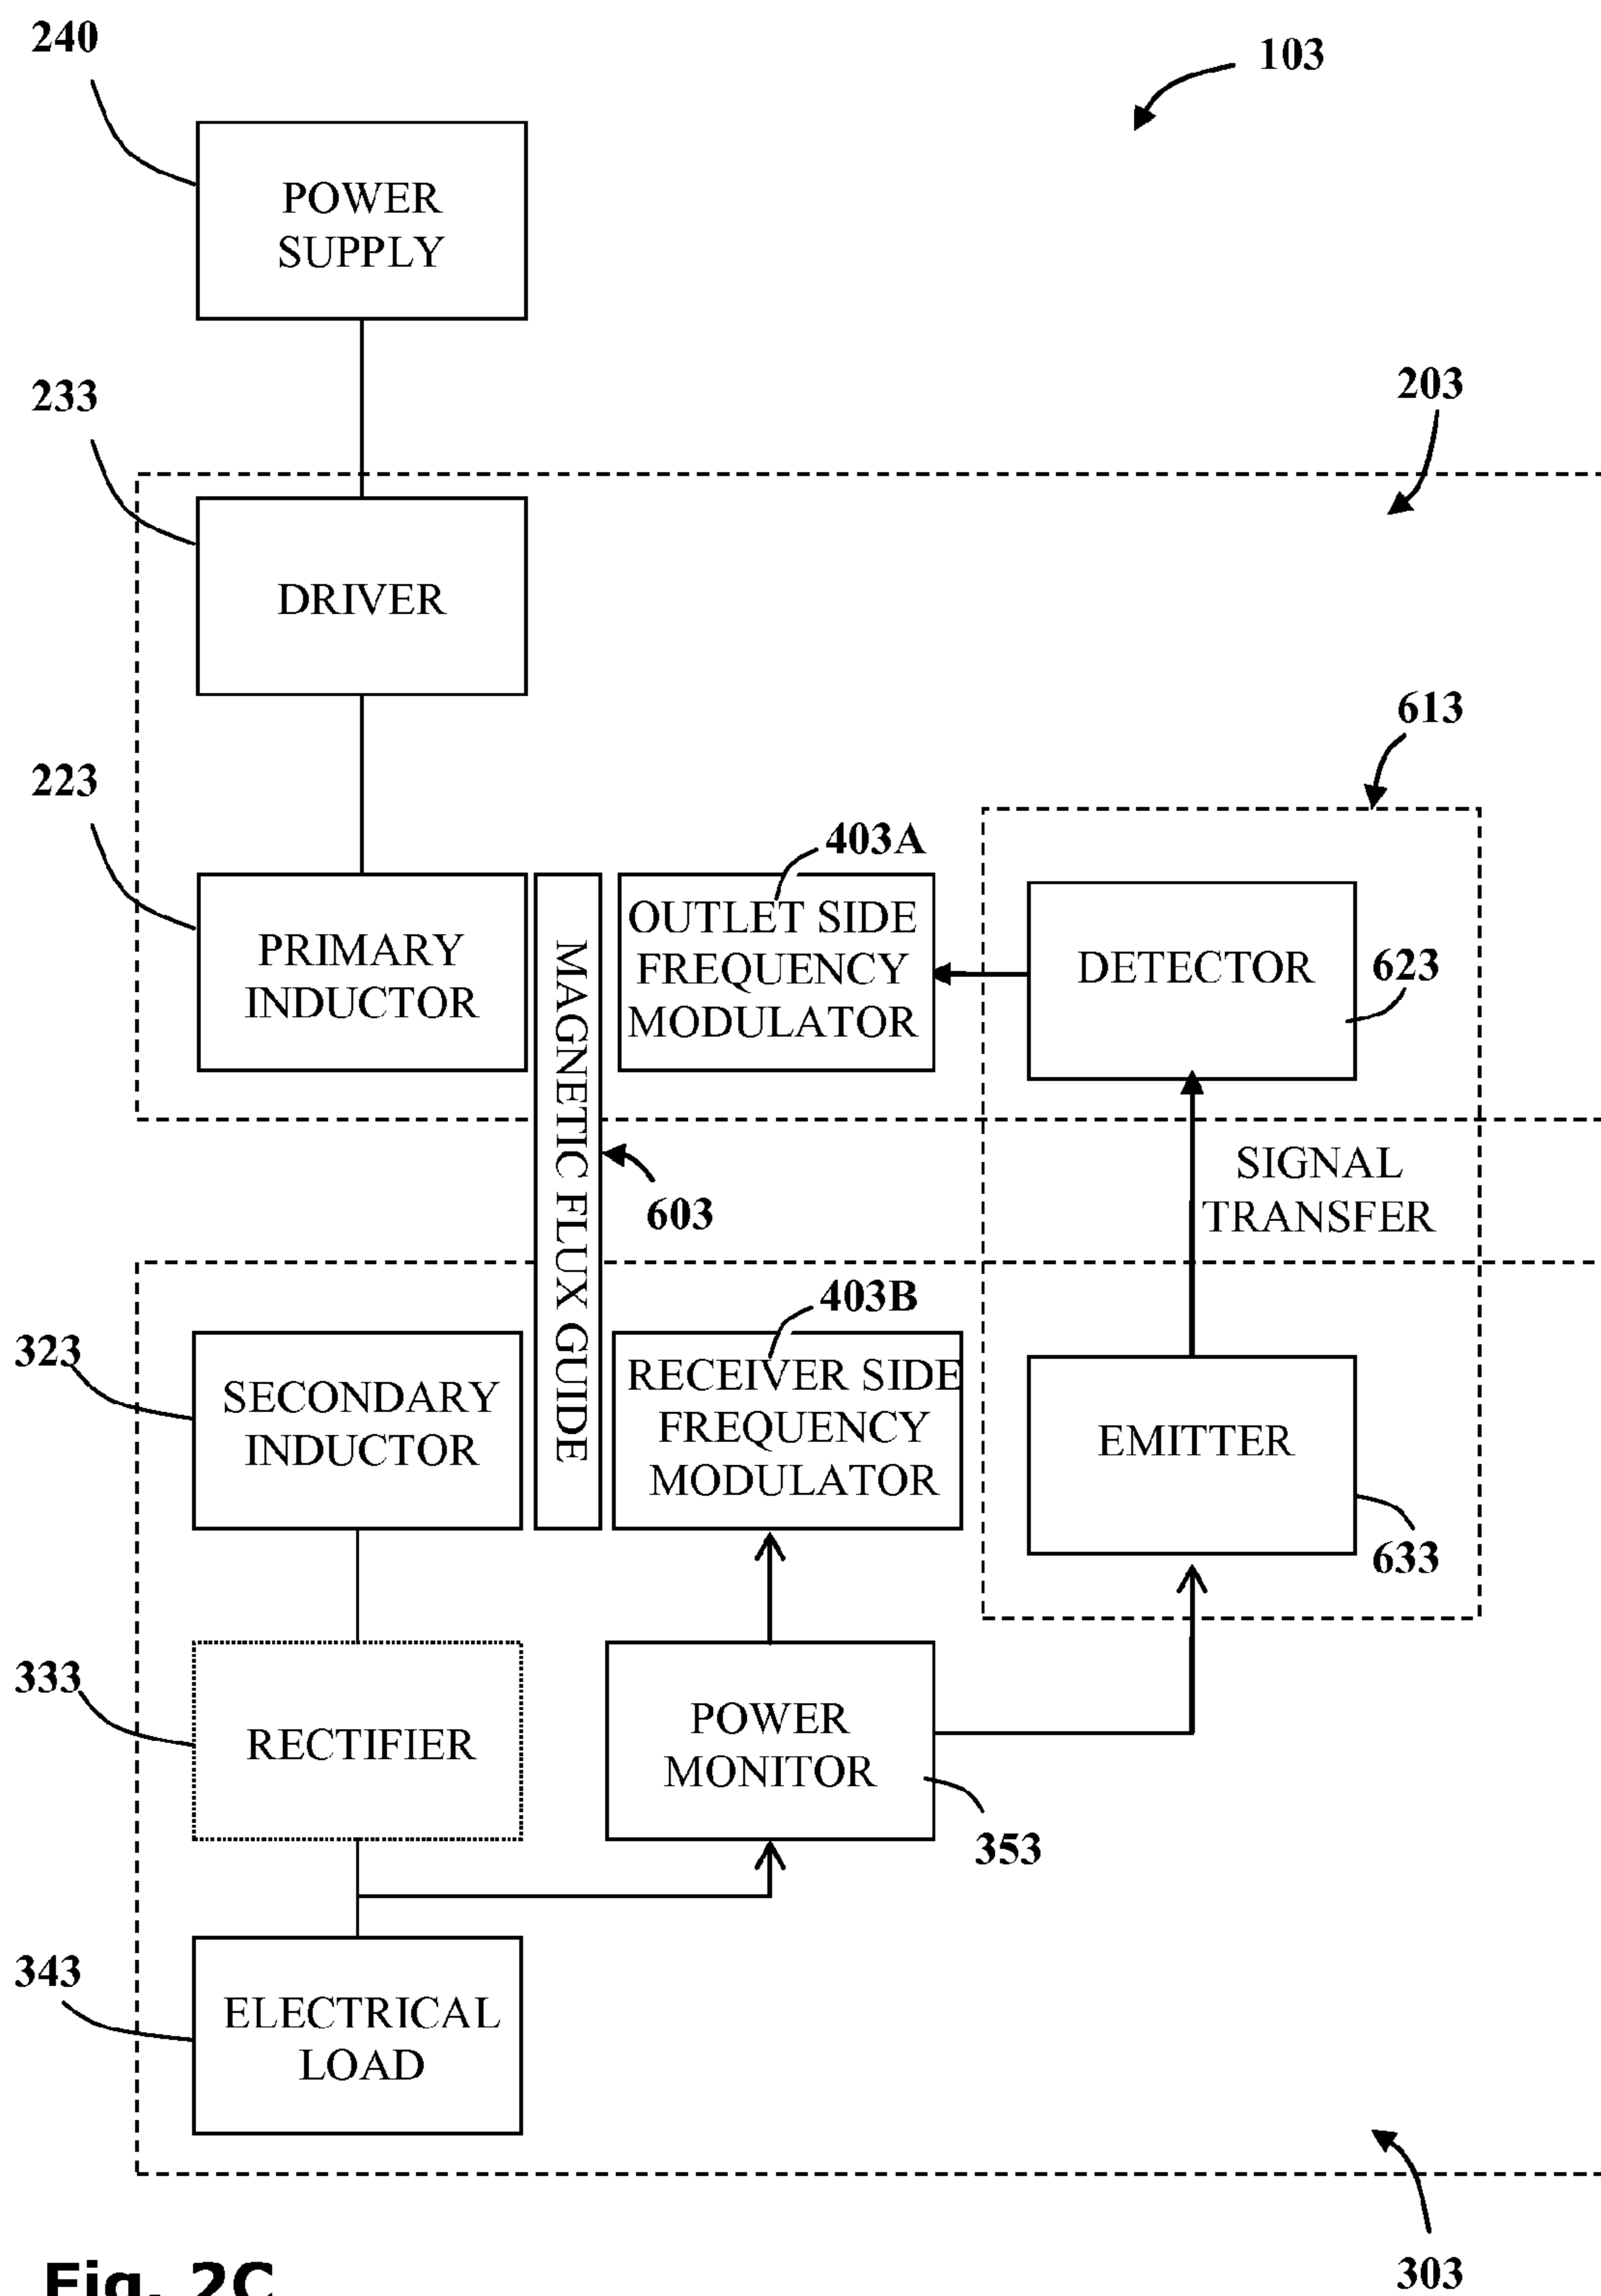 240
103
POWER
SUPPLY
233
203
DRIVER
613
223
403A
OUTLET SIDE
FREQUENCY
MODULATOR
PRIMARY
INDUCTOR
MAGNETIC FLUX GUIDE
DETECTOR
623
SIGNAL
TRANSFER
603
403B
323
SECONDARY
INDUCTOR
RECEIVER SIDE
FREQUENCY
MODULATOR
EMITTER
633
333
RECTIFIER
POWER
MONITOR
353
343
ELECTRICAL
LOAD
303
Fig. 2C